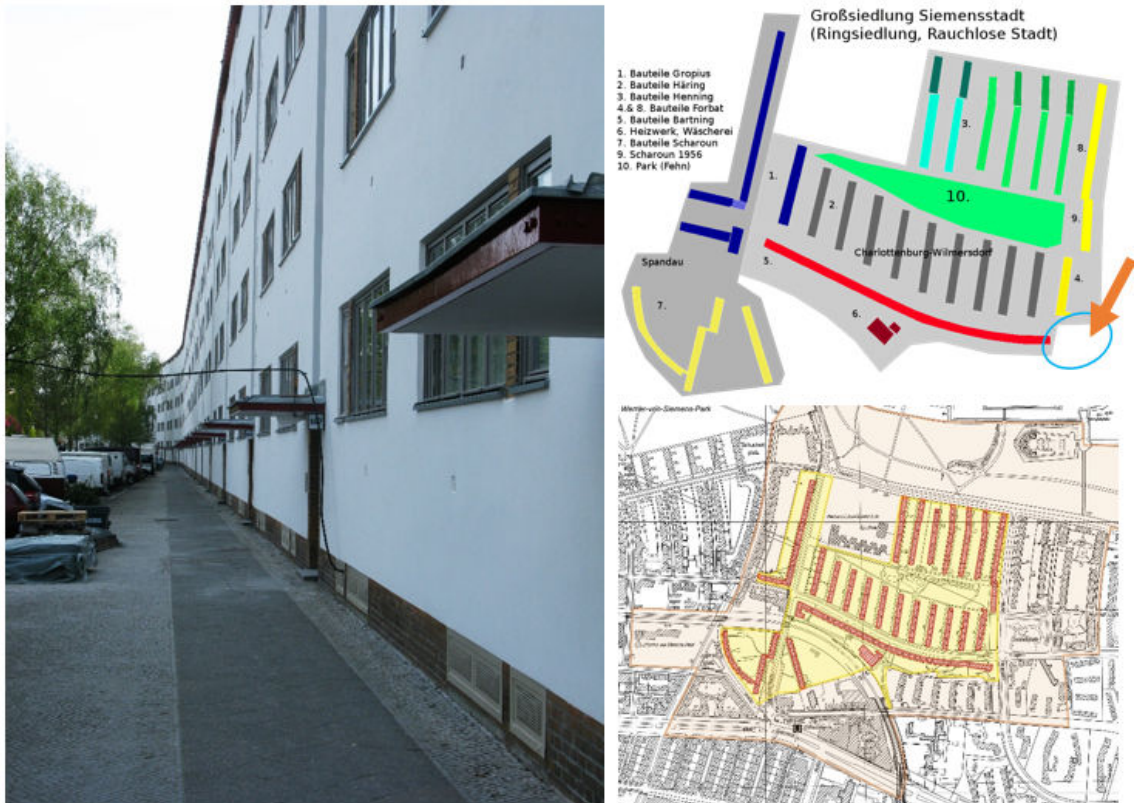 Großsiedlung Siemensstadt
(Ringsiedlung, Rauchlose Stadt)
1. Bauteile Gropius
2. Bauteile Häring
3. Bauteile Henning
4.& 8. Bauteile Forbat
5. Bauteile Bartning
6. Heizwerk, Wäscherei
7. Bauteile Scharoun
9. Scharoun 1956
10. Park (Fehn)
3.
8.
1.
2.
10.
9.
Charlottenburg-Wilmersdorf
Spandau
5.
4.
7.
6.
Werner-von-Siemens-Park